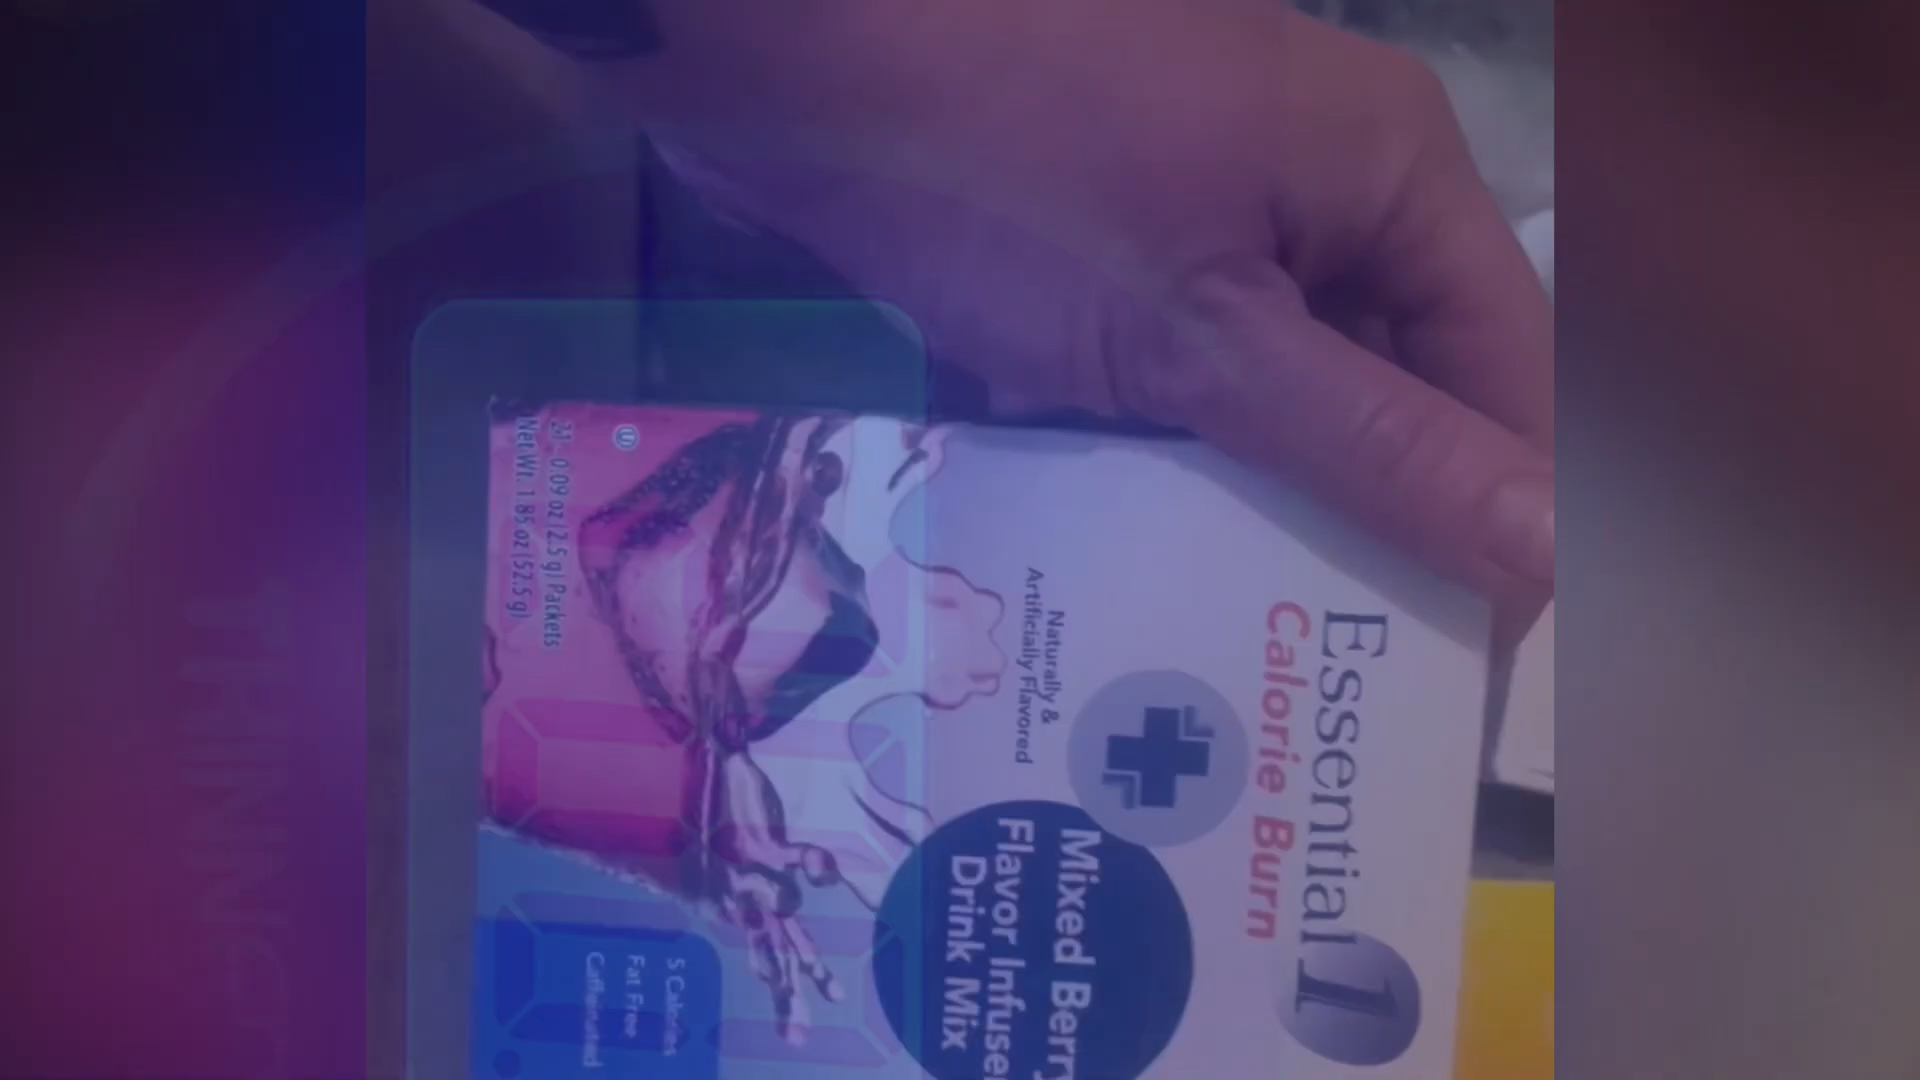 Essential 1
Calorie Burn
Mixed Berry
Flavor Infuse
Drink Mix
Naturally &
Artificially Flavored
5 Calories
Fat Free
Caffeinated
U
21 - 0.09 oz (2.5 g) Packets
Net Wt. 1.85 oz (52.5 g)